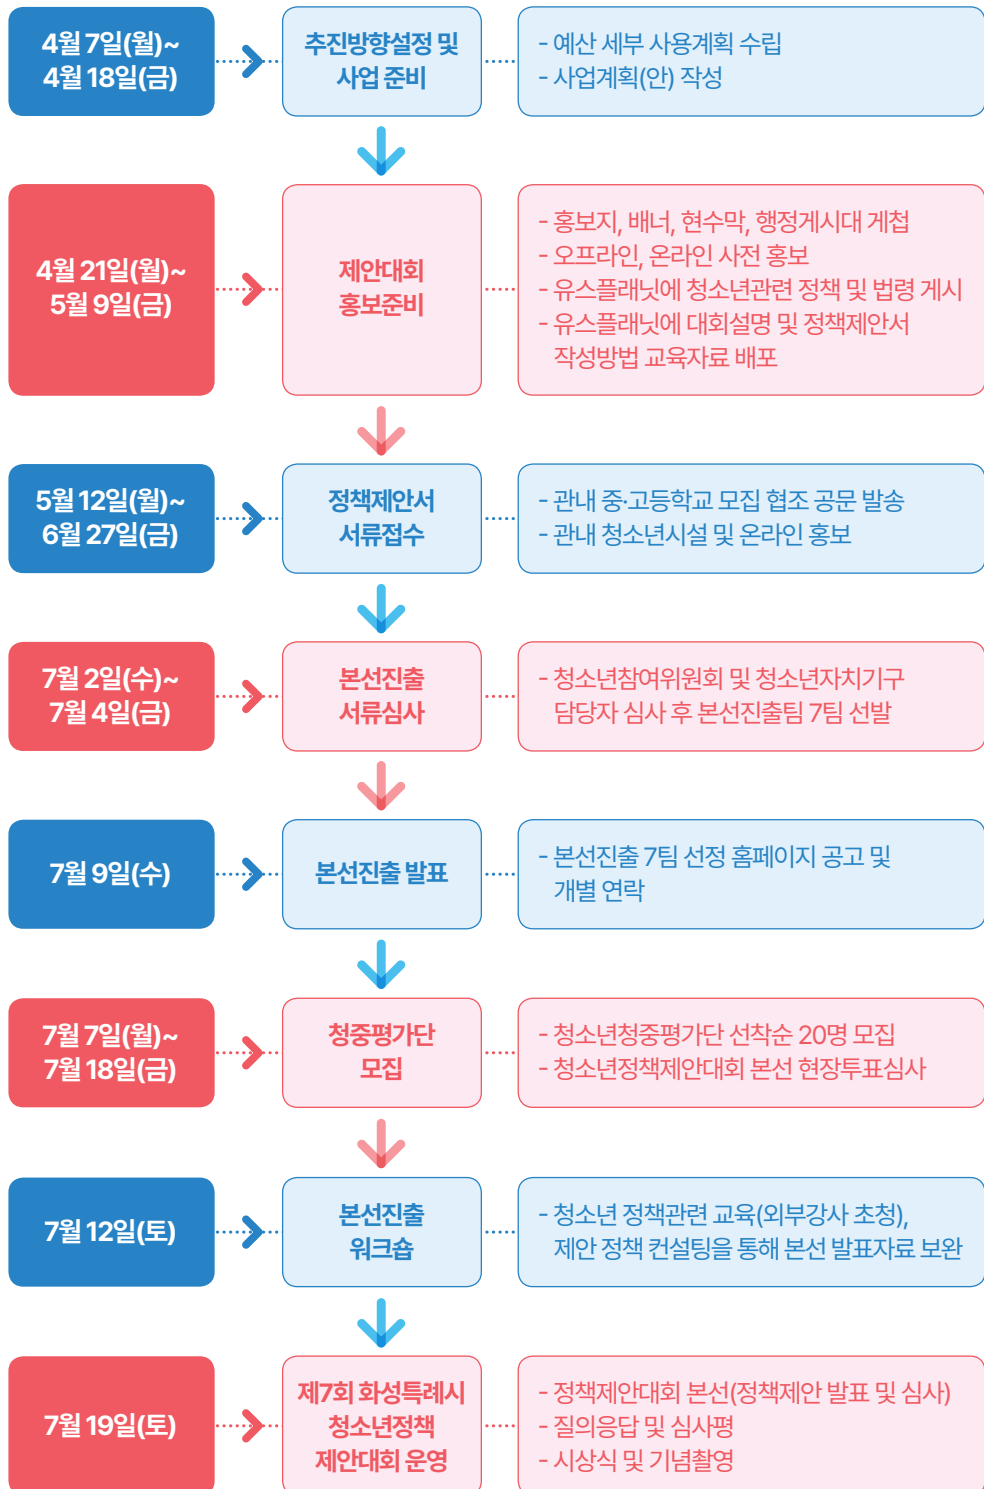 4월 7일(월)~
4월 18일(금)
추진방향설정 및
사업 준비
- 예산 세부 사용계획 수립
- 사업계획(안) 작성
4월 21일(월)~
5월 9일(금)
제안대회
홍보준비
- 홍보지, 배너, 현수막, 행정게시대 게첩
- 오프라인, 온라인 사전 홍보
- 유스플래닛에 청소년관련 정책 및 법령 게시
- 유스플래닛에 대회설명 및 정책제안서
작성방법 교육자료 배포
5월 12일(월)~
6월 27일(금)
정책제안서
서류접수
- 관내 중·고등학교 모집 협조 공문 발송
- 관내 청소년시설 및 온라인 홍보
7월 2일(수)~
7월 4일(금)
본선진출
서류심사
- 청소년참여위원회 및 청소년자치기구
담당자 심사 후 본선진출팀 7팀 선발
7월 9일(수)
본선진출 발표
- 본선진출 7팀 선정 홈페이지 공고 및
개별 연락
7월 7일(월)~
7월 18일(금)
청중평가단
모집
- 청소년청중평가단 선착순 20명 모집
- 청소년정책제안대회 본선 현장투표심사
7월 12일(토)
본선진출
워크숍
- 청소년 정책관련 교육(외부강사 초청),
제안 정책 컨설팅을 통해 본선 발표자료 보완
7월 19일(토)
제7회 화성특례시
청소년정책
제안대회 운영
- 정책제안대회 본선(정책제안 발표 및 심사)
- 질의응답 및 심사평
- 시상식 및 기념촬영